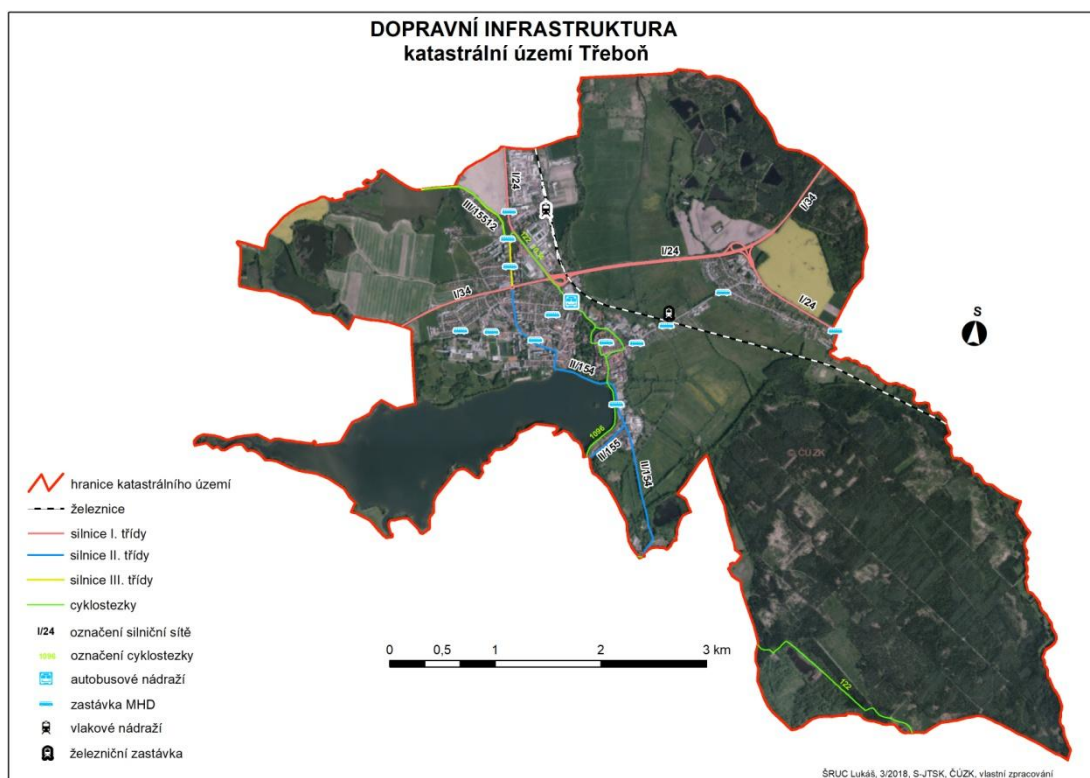 DOPRAVNÍ INFRASTRUKTURA
katastrální území Třeboň
I/24
I/34
III/15512
122
I/24
I/34
I/24
S
II/154
1096
II/155
II/154
© ČÚZK
122
hranice katastrálního území
železnice
silnice I. třídy
silnice II. třídy
silnice III. třídy
cyklostezky
I/24 označení silniční sítě
1096 označení cyklostezky
autobusové nádraží
zastávka MHD
vlakové nádraží
železniční zastávka
0 0,5 1 2 3 km
ŠRUC Lukáš, 3/2018, S-JTSK, ČÚZK, vlastní zpracování